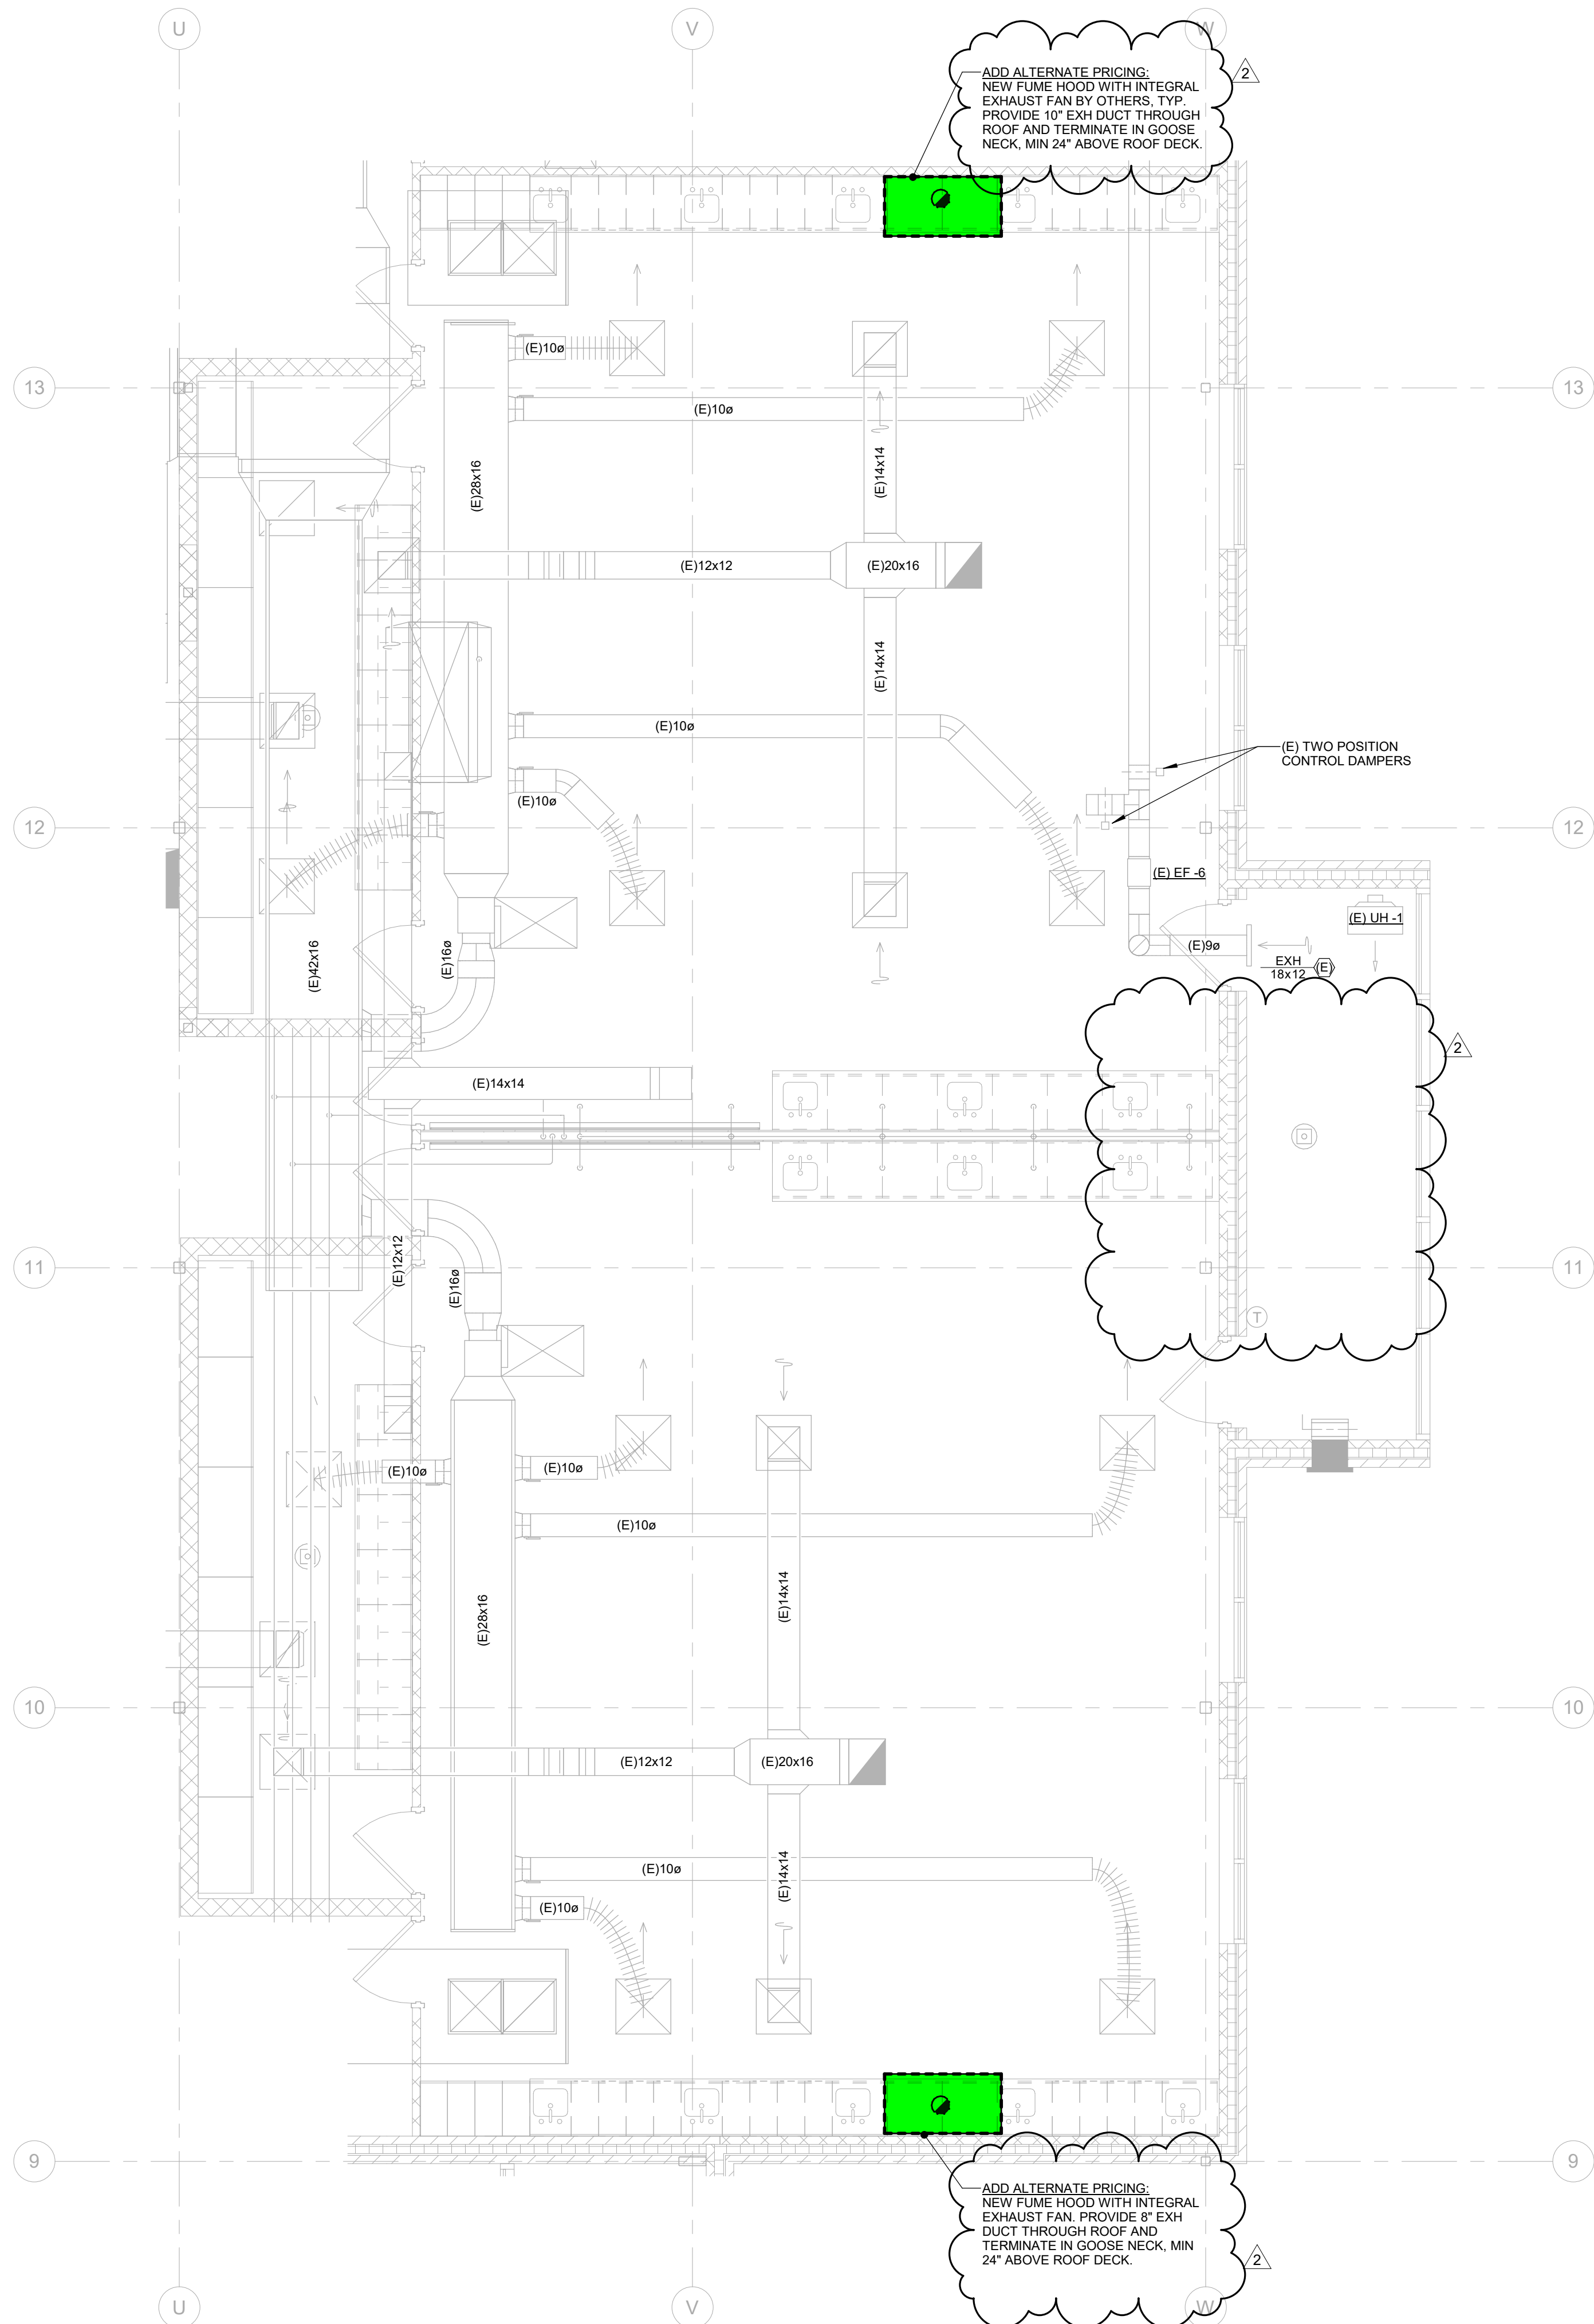 U
V
W
ADD ALTERNATE PRICING:
NEW FUME HOOD WITH INTEGRAL
EXHAUST FAN BY OTHERS, TYP.
PROVIDE 10" EXH DUCT THROUGH
ROOF AND TERMINATE IN GOOSE
NECK, MIN 24" ABOVE ROOF DECK.
2
(E)10ø
13
13
(E)10ø
(E)28x16
(E)14x14
(E)12x12
(E)20x16
(E)14x14
(E)10ø
(E) TWO POSITION
CONTROL DAMPERS
(E)10ø
12
12
(E) EF -6
(E) UH -1
(E)42x16
(E)16ø
(E)9ø
EXH
18x12
E
2
(E)14x14
(E)12x12
11
11
(E)16ø
T
(E)10ø
(E)10ø
(E)10ø
(E)14x14
(E)28x16
10
10
(E)12x12
(E)20x16
(E)10ø
(E)14x14
(E)10ø
9
9
ADD ALTERNATE PRICING:
NEW FUME HOOD WITH INTEGRAL
EXHAUST FAN. PROVIDE 8" EXH
DUCT THROUGH ROOF AND
TERMINATE IN GOOSE NECK, MIN
24" ABOVE ROOF DECK.
2
U
V
W